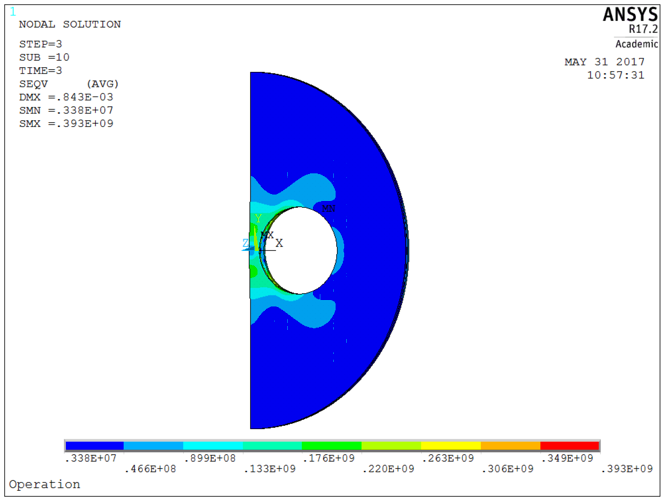 1
NODAL SOLUTION
STEP=3
SUB =10
TIME=3
SEQV (AVG)
DMX =.843E-03
SMN =.338E+07
SMX =.393E+09
ANSYS
R17.2
Academic
MAY 31 2017
10:57:31
Y
MX
Z X
.338E+07 .899E+08 .176E+09 .263E+09 .349E+09
.466E+08 .133E+09 .220E+09 .306E+09 .393E+09
Operation